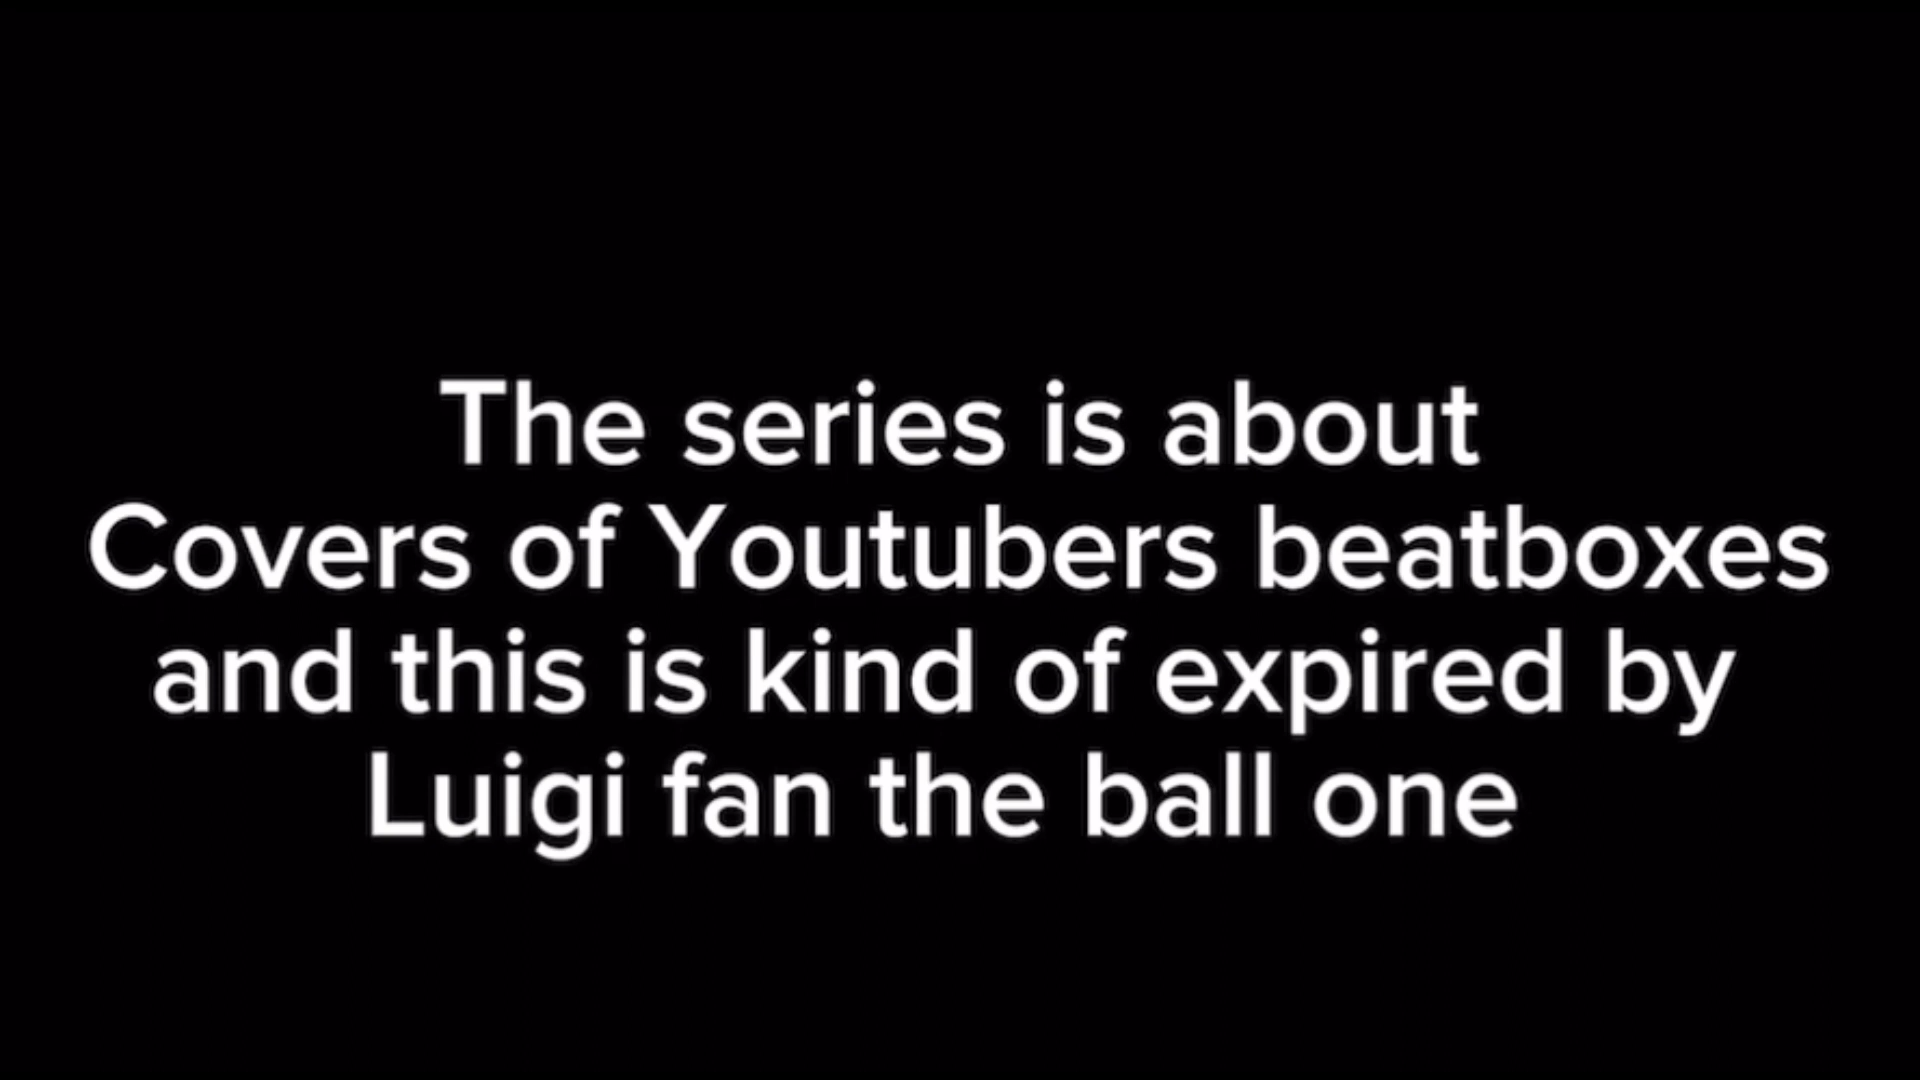 The series is about
Covers of Youtubers beatboxes
and this is kind of expired by
Luigi fan the ball one